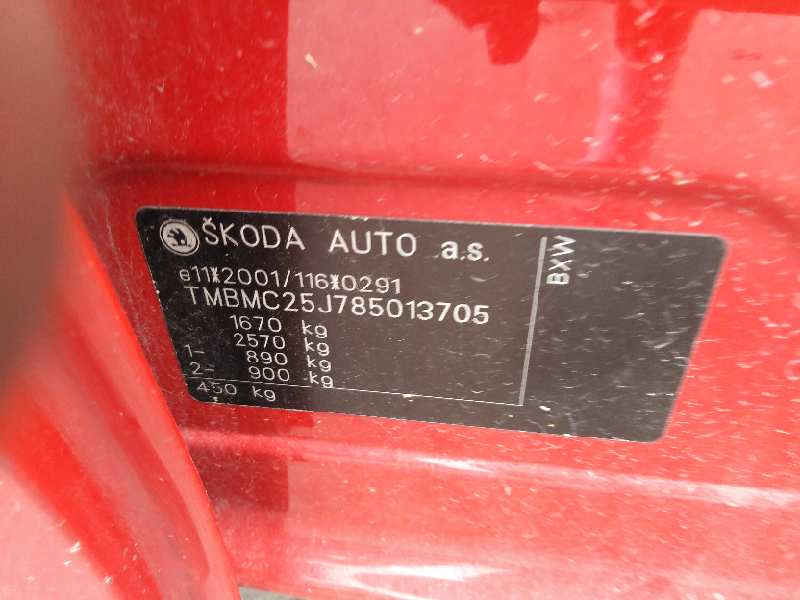 ŠKODA AUTO a.s.
e11*2001/116*0291
TMBMC25J785013705
1670 kg
2570 kg
1- 890 kg
2- 900 kg
450 kg
BXW